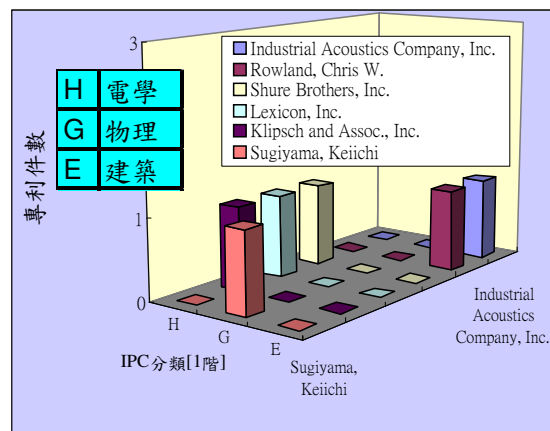 3
1
0
專利件數
H 電學
G 物理
E 建築
Industrial Acoustics Company, Inc.
Rowland, Chris W.
Shure Brothers, Inc.
Lexicon, Inc.
Klipsch and Assoc., Inc.
Sugiyama, Keiichi
H
G
E
IPC分類[1階]
Sugiyama,
Keiichi
Industrial
Acoustics
Company, Inc.